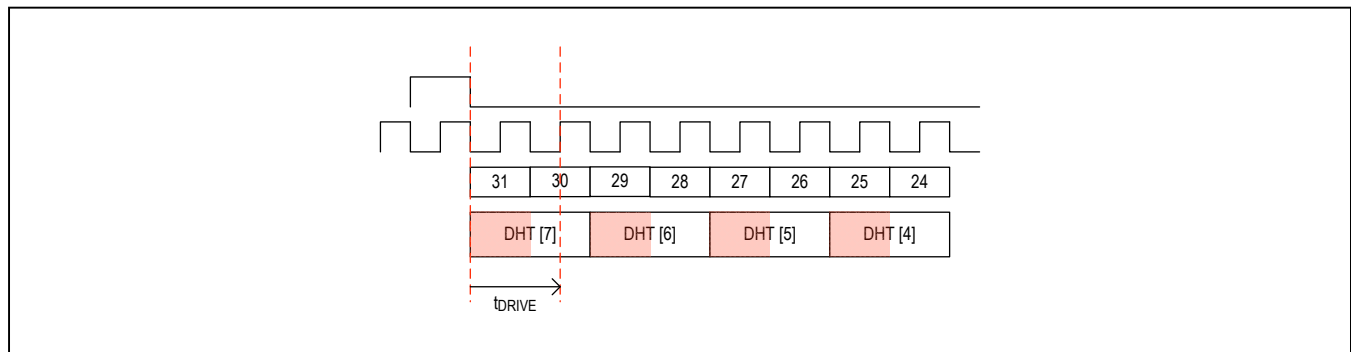 31 30 29 28 27 26 25 24
DHT [7] DHT [6] DHT [5] DHT [4]
tDRIVE